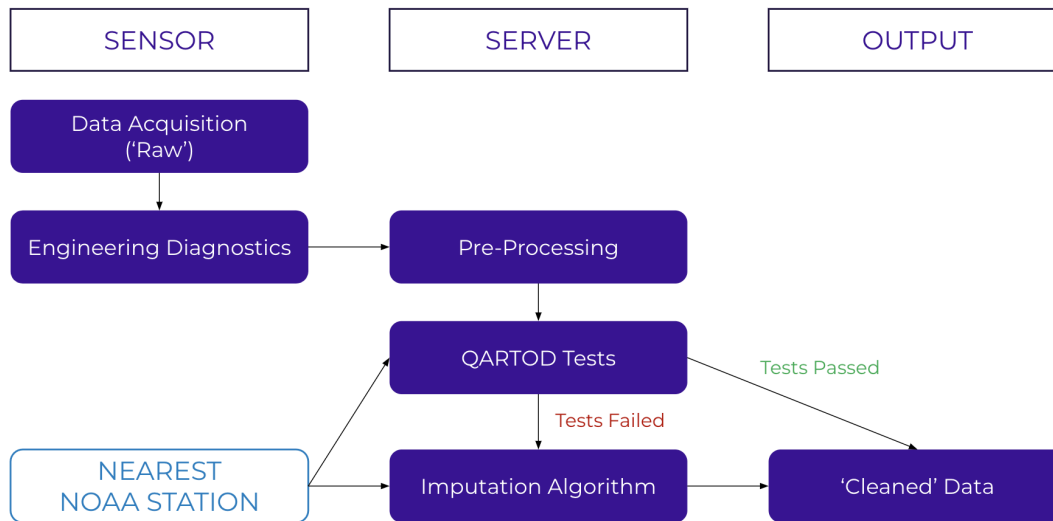 SENSOR
SERVER
OUTPUT
Data Acquisition
(‘Raw’)
Engineering Diagnostics
Pre-Processing
QARTOD Tests
Tests Passed
Tests Failed
NEAREST
NOAA STATION
Imputation Algorithm
‘Cleaned’ Data